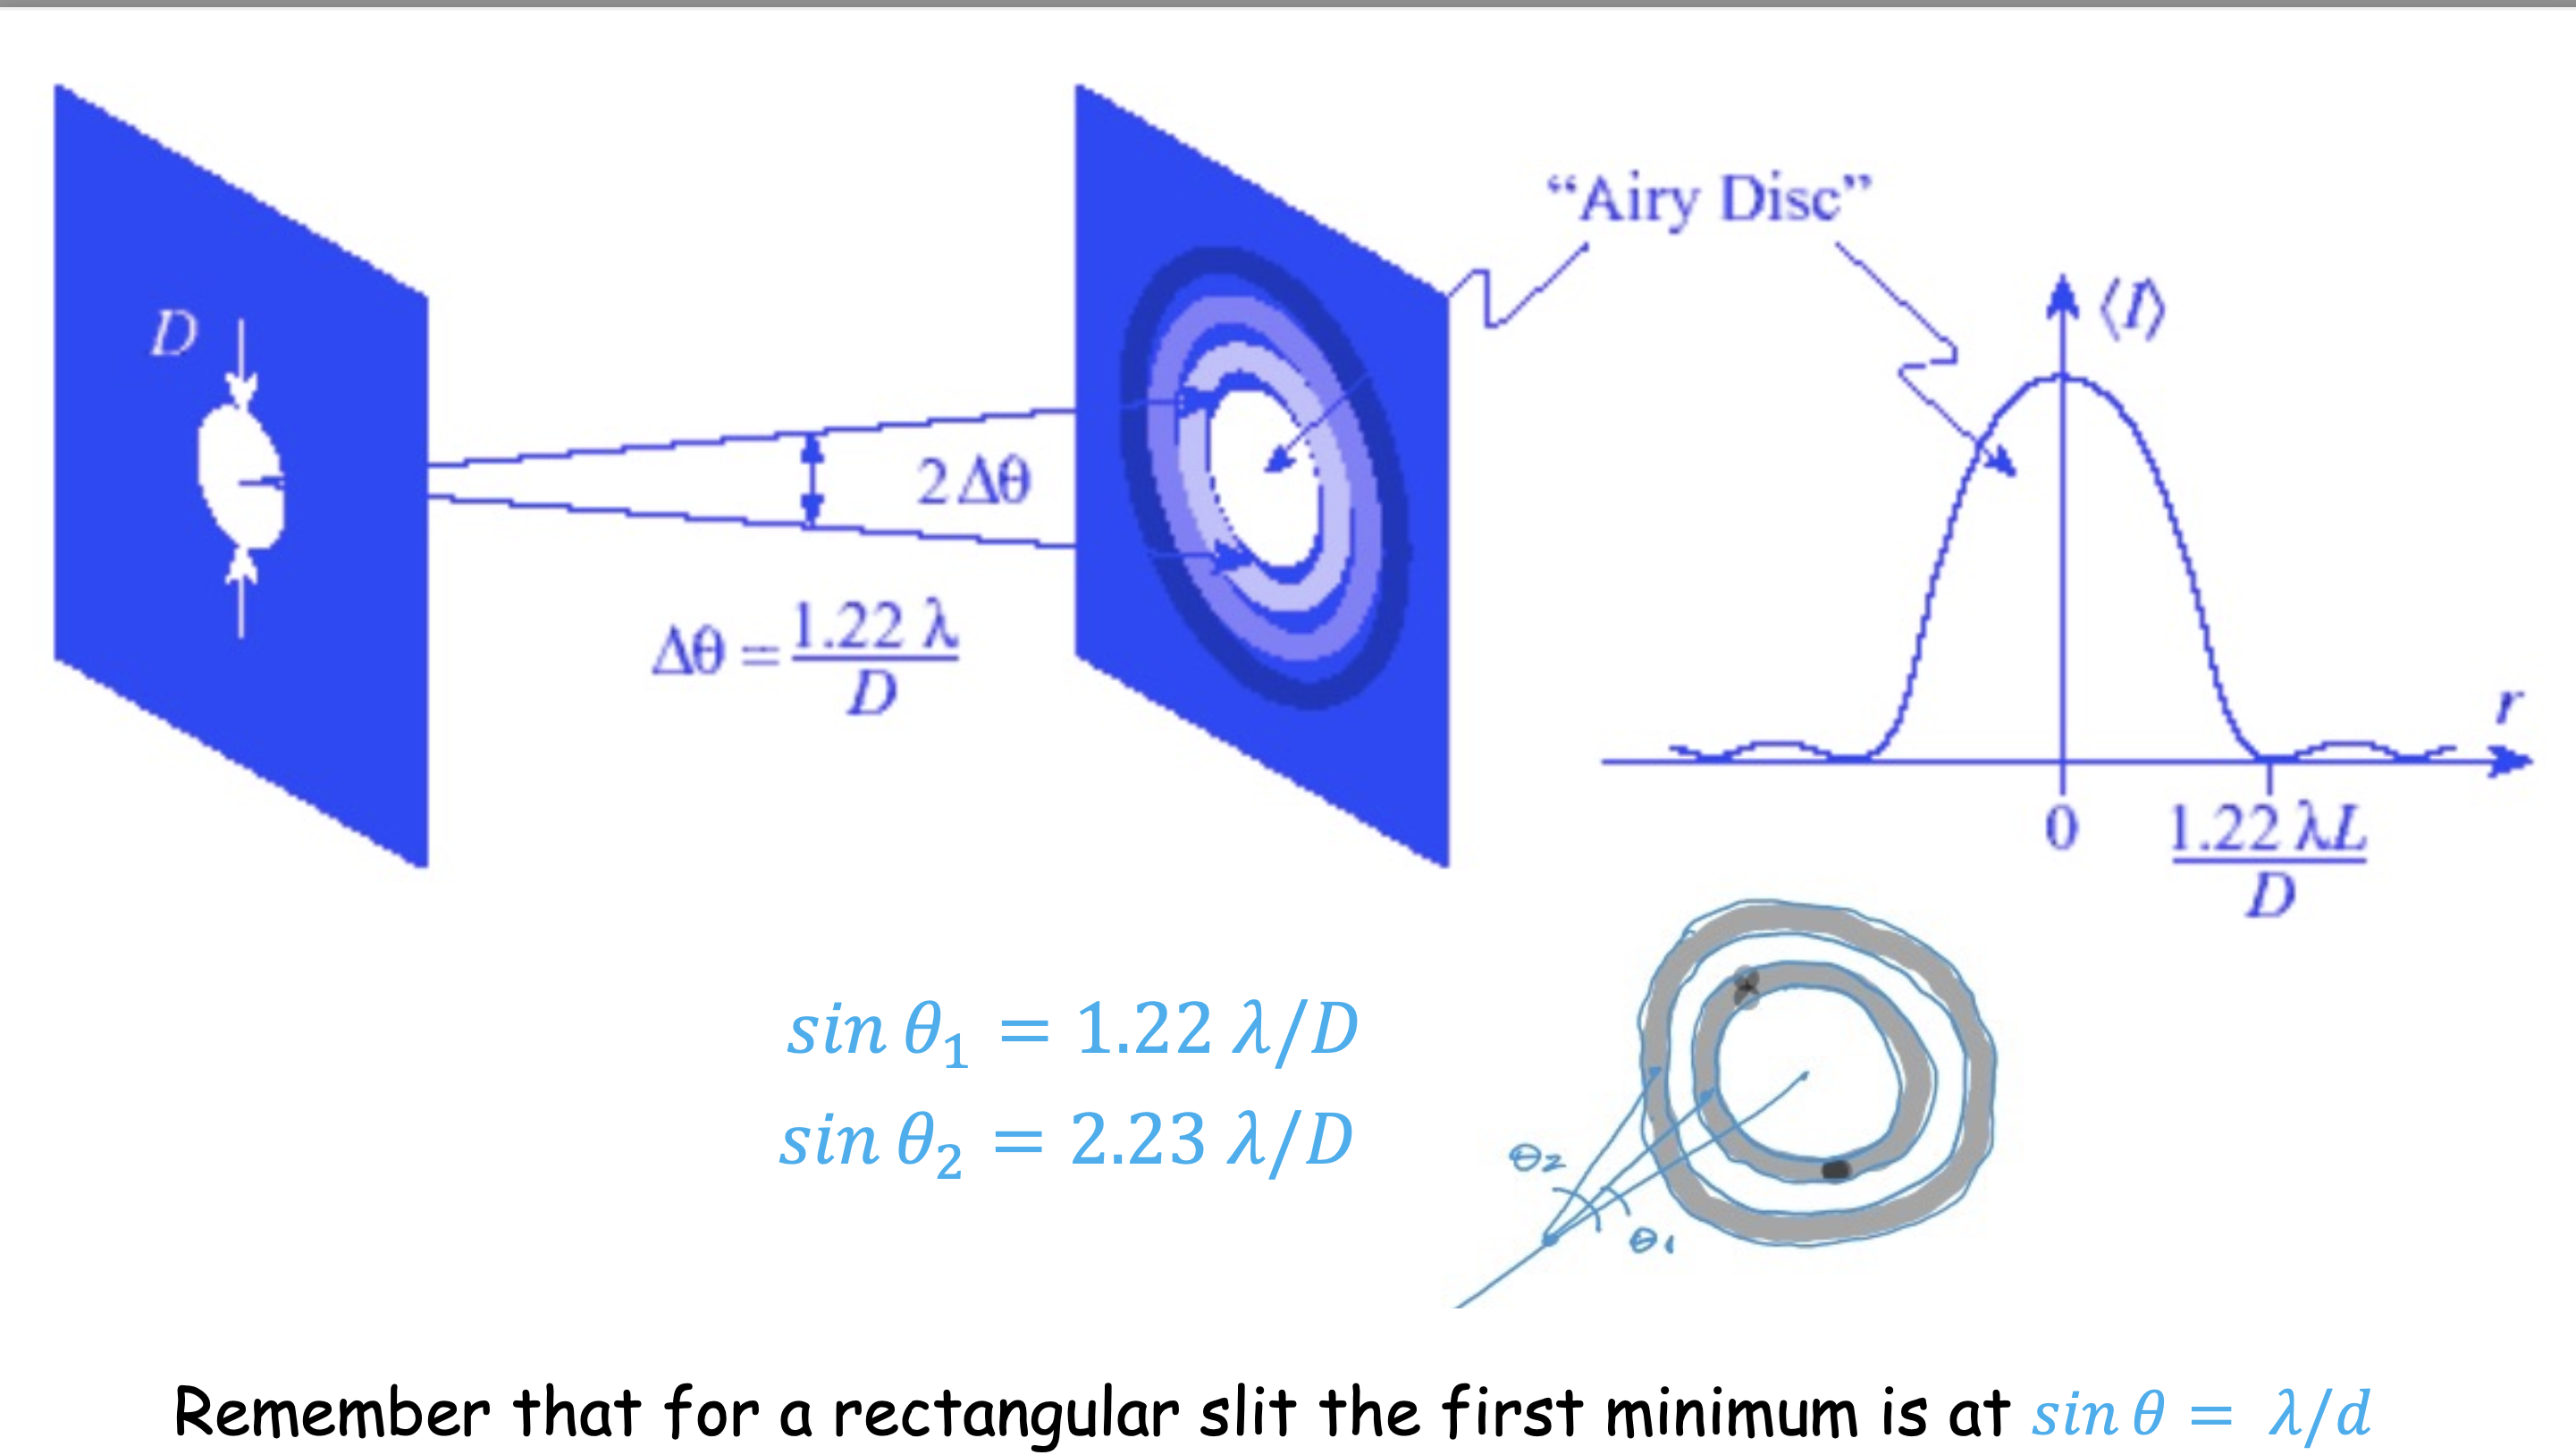 “Airy Disc”
D
⟨I⟩
2Δθ
Δθ = 1.22 λ / D
r
0
1.22 λL / D
sin θ₁ = 1.22 λ/D
sin θ₂ = 2.23 λ/D
θ₂
θ₁
Remember that for a rectangular slit the first minimum is at sin θ = λ/d